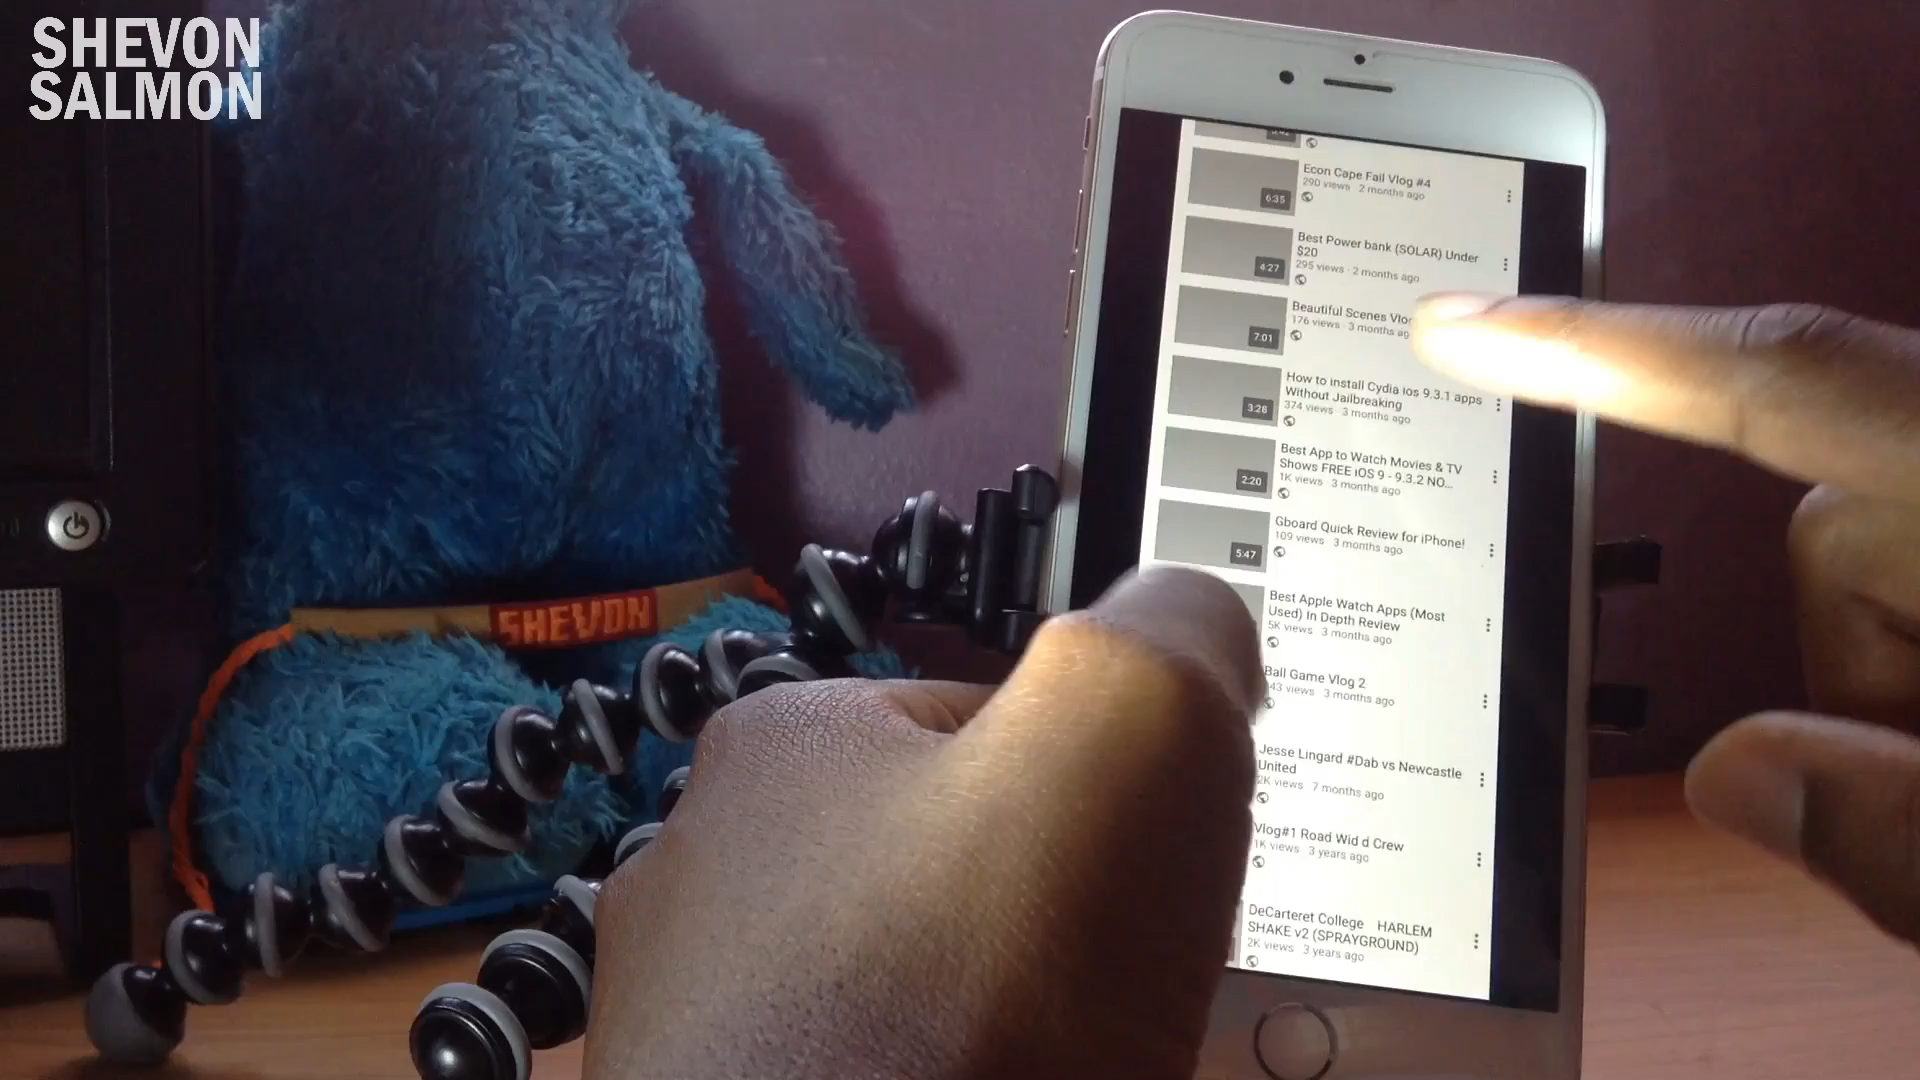 SHEVON
SALMON
SHEVON
Econ Cape Fail Vlog #4
290 views 2 months ago
6:35
Best Power bank (SOLAR) Under
$20
295 views · 2 months ago
4:27
Beautiful Scenes
176 views · 3 months
7:01
How to install Cydia ios 9.3.1 apps
Without Jailbreaking
374 views · 3 months ago
3:28
Best App to Watch Movies & TV
Shows FREE iOS 9 - 9.3.2 NO...
1K views 3 months ago
2:20
Gboard Quick Review for iPhone!
109 views 3 months ago
5:47
Best Apple Watch Apps (Most
Used) In Depth Review
5K views 3 months ago
Ball Game Vlog 2
views 3 months ago
Jesse Lingard #Dab vs Newcastle
United
2K views 7 months ago
Vlog#1 Road Wid d Crew
1K views 3 years ago
DeCarteret College HARLEM
SHAKE v2 (SPRAYGROUND)
2K views 3 years ago